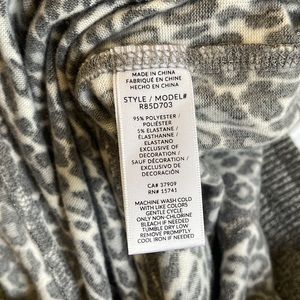 MADE IN CHINA
FABRIQUÉ EN CHINE
HECHO EN CHINA
STYLE / MODEL#
R85D703
95% POLYESTER /
POLIÉSTER
5% ELASTANE /
ÉLASTHANNE /
ELASTANO
EXCLUSIVE OF
DECORATION /
SAUF DÉCORATION /
EXCLUSIVO DE
DECORACIÓN
CA# 37909
RN# 15741
MACHINE WASH COLD
WITH LIKE COLORS
GENTLE CYCLE
ONLY NON-CHLORINE
BLEACH IF NEEDED
TUMBLE DRY LOW
REMOVE PROMPTLY
COOL IRON IF NEEDED